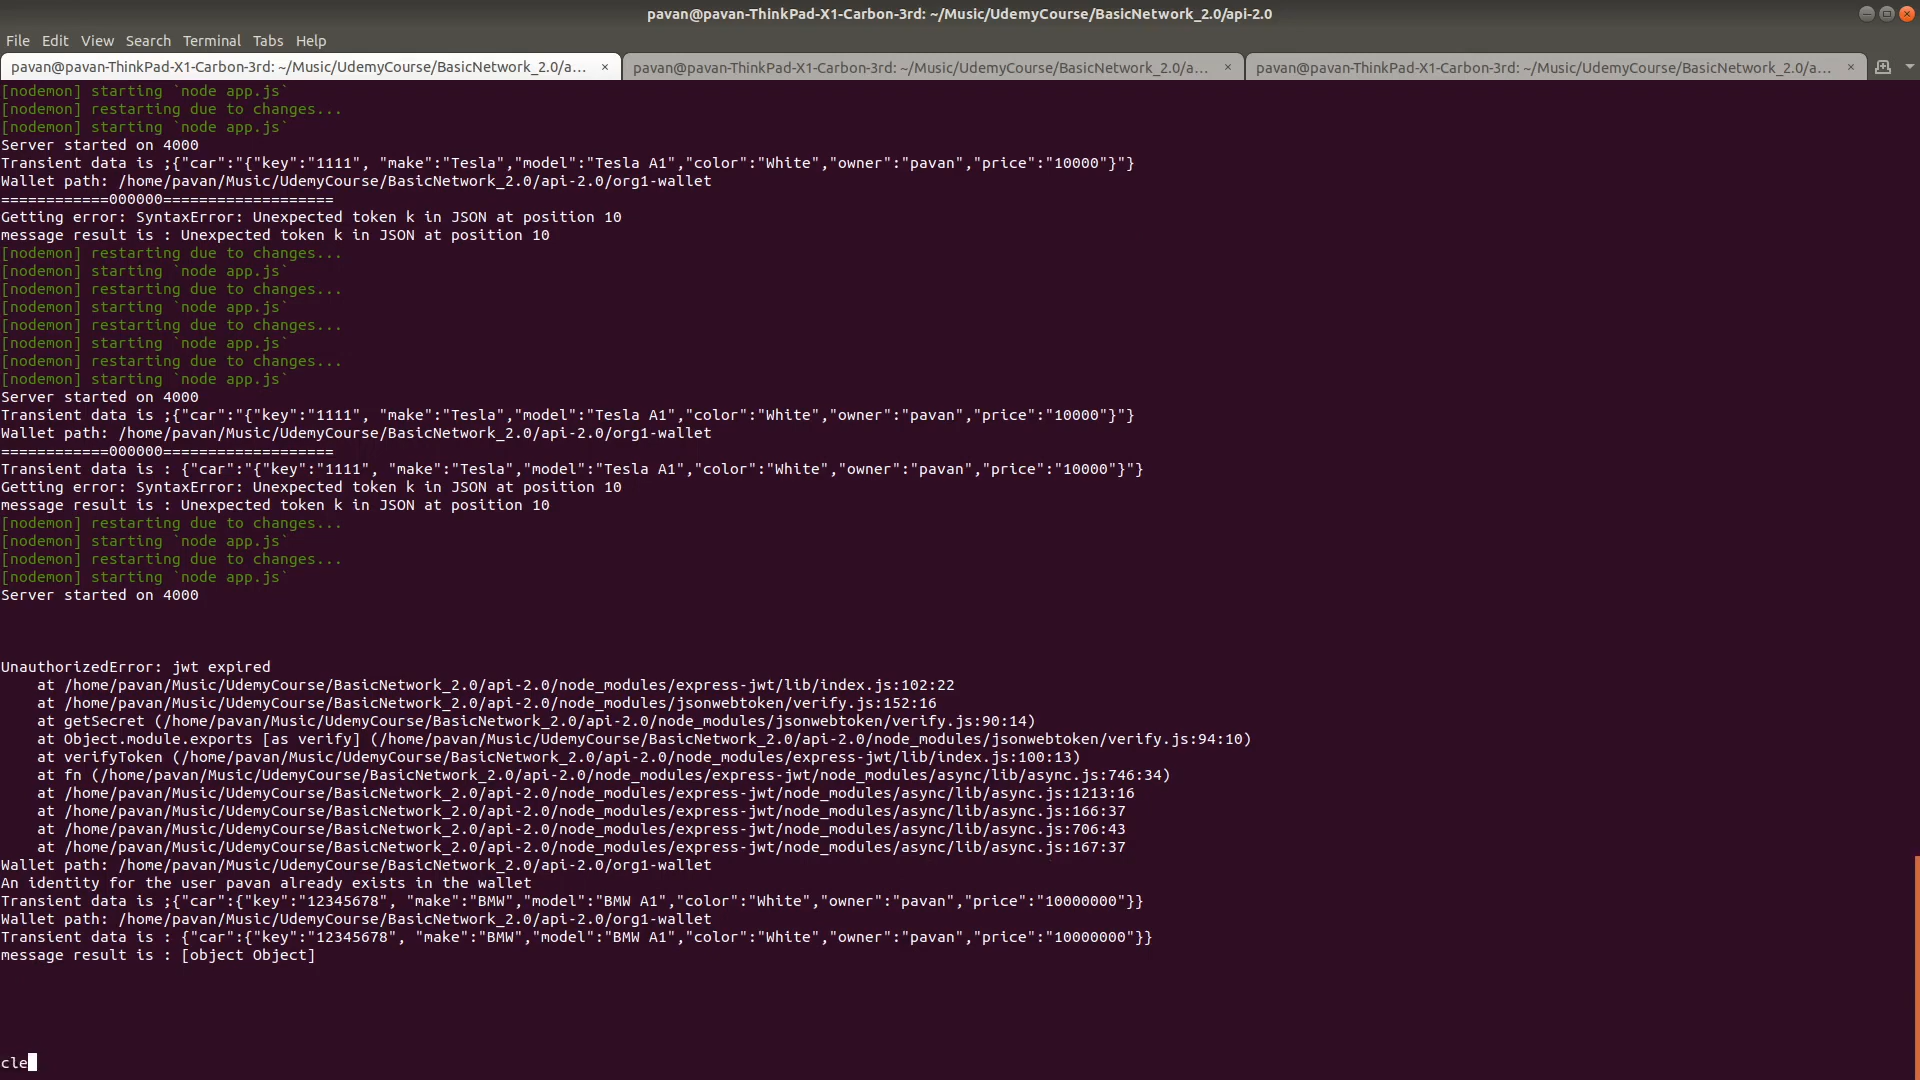 pavan@pavan-ThinkPad-X1-Carbon-3rd: ~/Music/UdemyCourse/BasicNetwork_2.0/api-2.0
File Edit View Search Terminal Tabs Help
pavan@pavan-ThinkPad-X1-Carbon-3rd: ~/Music/UdemyCourse/BasicNetwork_2.0/a... × pavan@pavan-ThinkPad-X1-Carbon-3rd: ~/Music/UdemyCourse/BasicNetwork_2.0/a... × pavan@pavan-ThinkPad-X1-Carbon-3rd: ~/Music/UdemyCourse/BasicNetwork_2.0/a... ×
[nodemon] starting `node app.js`
[nodemon] restarting due to changes...
[nodemon] starting `node app.js`
Server started on 4000
Transient data is ;{"car":"{"key":"1111", "make":"Tesla","model":"Tesla A1","color":"White","owner":"pavan","price":"10000"}"}
Wallet path: /home/pavan/Music/UdemyCourse/BasicNetwork_2.0/api-2.0/org1-wallet
============000000===================
Getting error: SyntaxError: Unexpected token k in JSON at position 10
message result is : Unexpected token k in JSON at position 10
[nodemon] restarting due to changes...
[nodemon] starting `node app.js`
[nodemon] restarting due to changes...
[nodemon] starting `node app.js`
[nodemon] restarting due to changes...
[nodemon] starting `node app.js`
[nodemon] restarting due to changes...
[nodemon] starting `node app.js`
Server started on 4000
Transient data is ;{"car":"{"key":"1111", "make":"Tesla","model":"Tesla A1","color":"White","owner":"pavan","price":"10000"}"}
Wallet path: /home/pavan/Music/UdemyCourse/BasicNetwork_2.0/api-2.0/org1-wallet
============000000===================
Transient data is : {"car":"{"key":"1111", "make":"Tesla","model":"Tesla A1","color":"White","owner":"pavan","price":"10000"}"}
Getting error: SyntaxError: Unexpected token k in JSON at position 10
message result is : Unexpected token k in JSON at position 10
[nodemon] restarting due to changes...
[nodemon] starting `node app.js`
[nodemon] restarting due to changes...
[nodemon] starting `node app.js`
Server started on 4000
UnauthorizedError: jwt expired
    at /home/pavan/Music/UdemyCourse/BasicNetwork_2.0/api-2.0/node_modules/express-jwt/lib/index.js:102:22
    at /home/pavan/Music/UdemyCourse/BasicNetwork_2.0/api-2.0/node_modules/jsonwebtoken/verify.js:152:16
    at getSecret (/home/pavan/Music/UdemyCourse/BasicNetwork_2.0/api-2.0/node_modules/jsonwebtoken/verify.js:90:14)
    at Object.module.exports [as verify] (/home/pavan/Music/UdemyCourse/BasicNetwork_2.0/api-2.0/node_modules/jsonwebtoken/verify.js:94:10)
    at verifyToken (/home/pavan/Music/UdemyCourse/BasicNetwork_2.0/api-2.0/node_modules/express-jwt/lib/index.js:100:13)
    at fn (/home/pavan/Music/UdemyCourse/BasicNetwork_2.0/api-2.0/node_modules/express-jwt/node_modules/async/lib/async.js:746:34)
    at /home/pavan/Music/UdemyCourse/BasicNetwork_2.0/api-2.0/node_modules/express-jwt/node_modules/async/lib/async.js:1213:16
    at /home/pavan/Music/UdemyCourse/BasicNetwork_2.0/api-2.0/node_modules/express-jwt/node_modules/async/lib/async.js:166:37
    at /home/pavan/Music/UdemyCourse/BasicNetwork_2.0/api-2.0/node_modules/express-jwt/node_modules/async/lib/async.js:706:43
    at /home/pavan/Music/UdemyCourse/BasicNetwork_2.0/api-2.0/node_modules/express-jwt/node_modules/async/lib/async.js:167:37
Wallet path: /home/pavan/Music/UdemyCourse/BasicNetwork_2.0/api-2.0/org1-wallet
An identity for the user pavan already exists in the wallet
Transient data is ;{"car":{"key":"12345678", "make":"BMW","model":"BMW A1","color":"White","owner":"pavan","price":"10000000"}}
Wallet path: /home/pavan/Music/UdemyCourse/BasicNetwork_2.0/api-2.0/org1-wallet
Transient data is : {"car":{"key":"12345678", "make":"BMW","model":"BMW A1","color":"White","owner":"pavan","price":"10000000"}}
message result is : [object Object]
cle